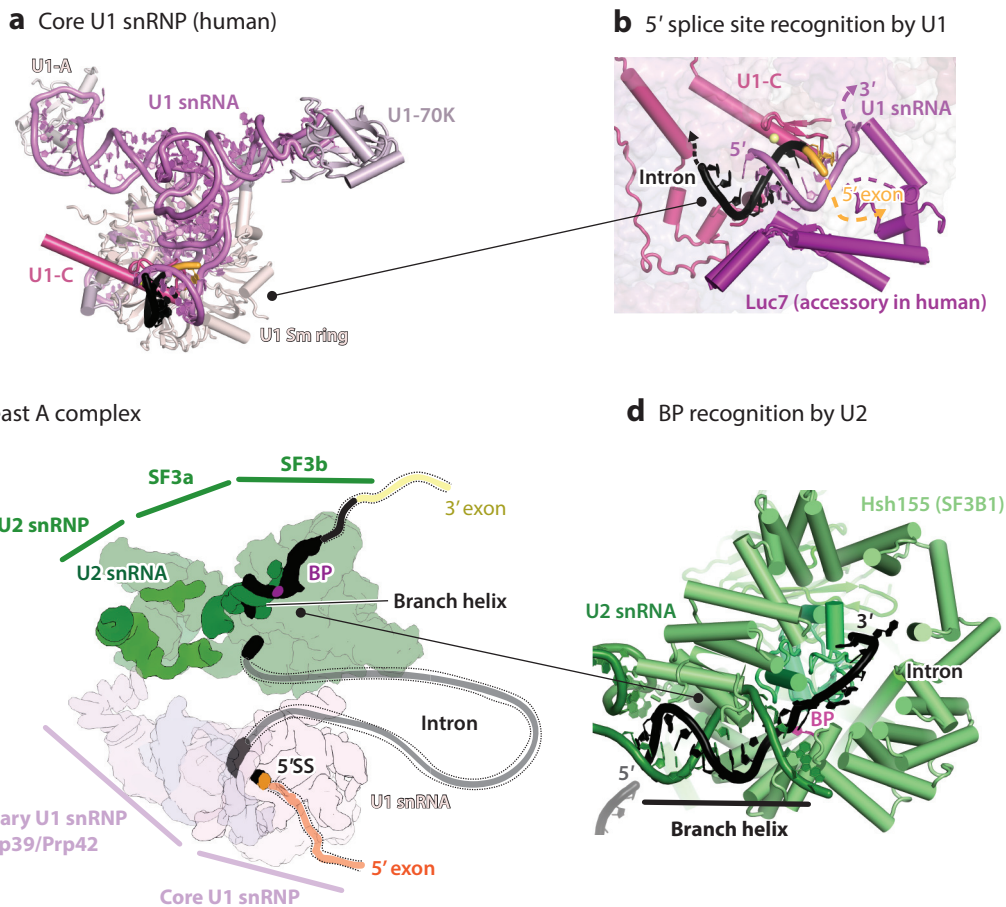 a Core U1 snRNP (human)
U1-A
U1 snRNA
U1-70K
U1-C
U1 Sm ring
b 5′ splice site recognition by U1
U1-C
3′
U1 snRNA
5′
Intron
5′ exon
Luc7 (accessory in human)
ast A complex
SF3a
SF3b
U2 snRNP
3′ exon
U2 snRNA
BP
Branch helix
Intron
5′SS
U1 snRNA
ary U1 snRNP
p39/Prp42
5′ exon
Core U1 snRNP
d BP recognition by U2
Hsh155 (SF3B1)
U2 snRNA
3′
Intron
BP
5′
Branch helix